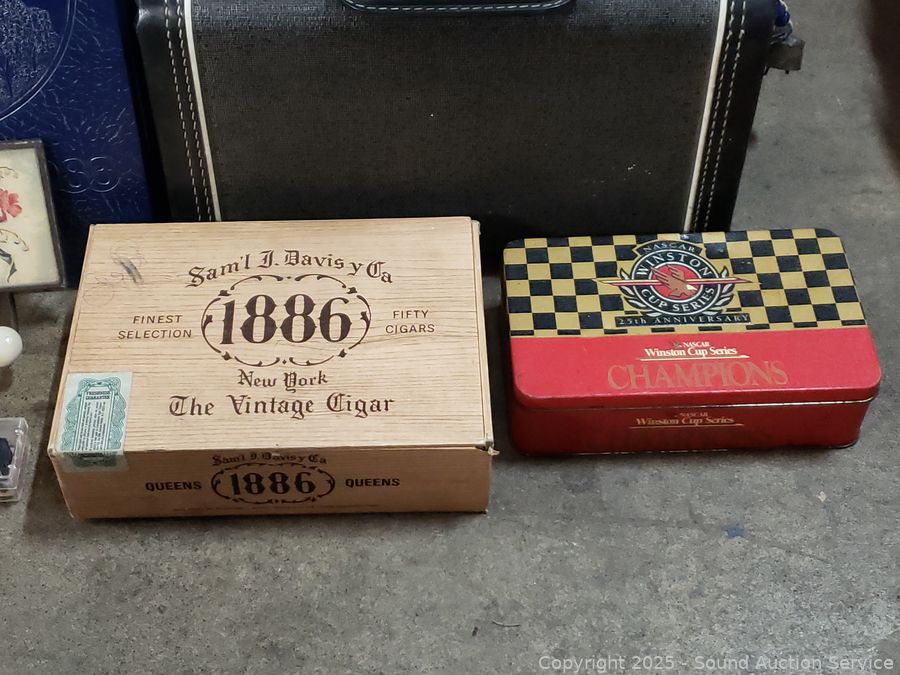 Sam'l I. Davis y Ca
1886
FINEST
SELECTION
FIFTY
CIGARS
New York
The Vintage Cigar
FRESHNESS
GUARANTEE
Sam'l I. Davis y Ca
QUEENS
1886
QUEENS
NASCAR
WINSTON
CUP SERIES
25th ANNIVERSARY
NASCAR
Winston Cup Series
CHAMPIONS
NASCAR
Winston Cup Series
Copyright 2025 - Sound Auction Service